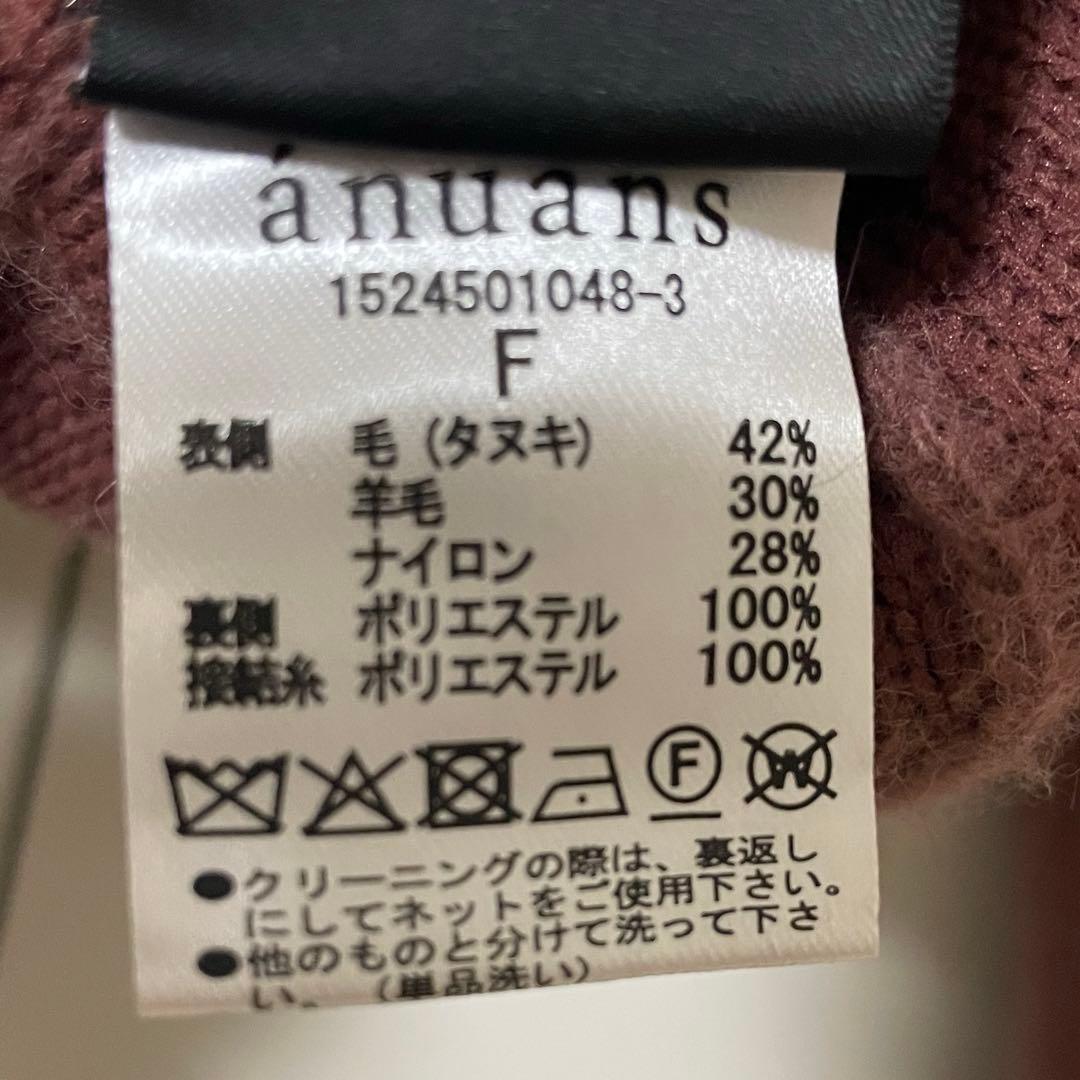 ánuans
1524501048-3
F
表側 毛(タヌキ) 42%
羊毛 30%
ナイロン 28%
裏側 ポリエステル 100%
接結糸 ポリエステル 100%
F W
●クリーニングの際は、裏返し
にしてネットをご使用下さい。
●他のものと分けて洗って下さ
い。(単品洗い)